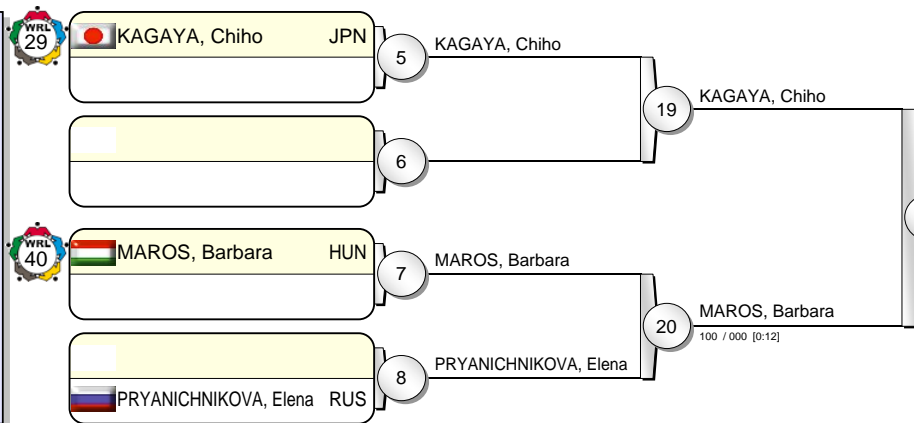 WRL
29
KAGAYA, Chiho JPN
5
KAGAYA, Chiho
19
KAGAYA, Chiho
6
WRL
40
MAROS, Barbara HUN
7
MAROS, Barbara
20
MAROS, Barbara
100 / 000 [0:12]
8
PRYANICHNIKOVA, Elena
PRYANICHNIKOVA, Elena RUS